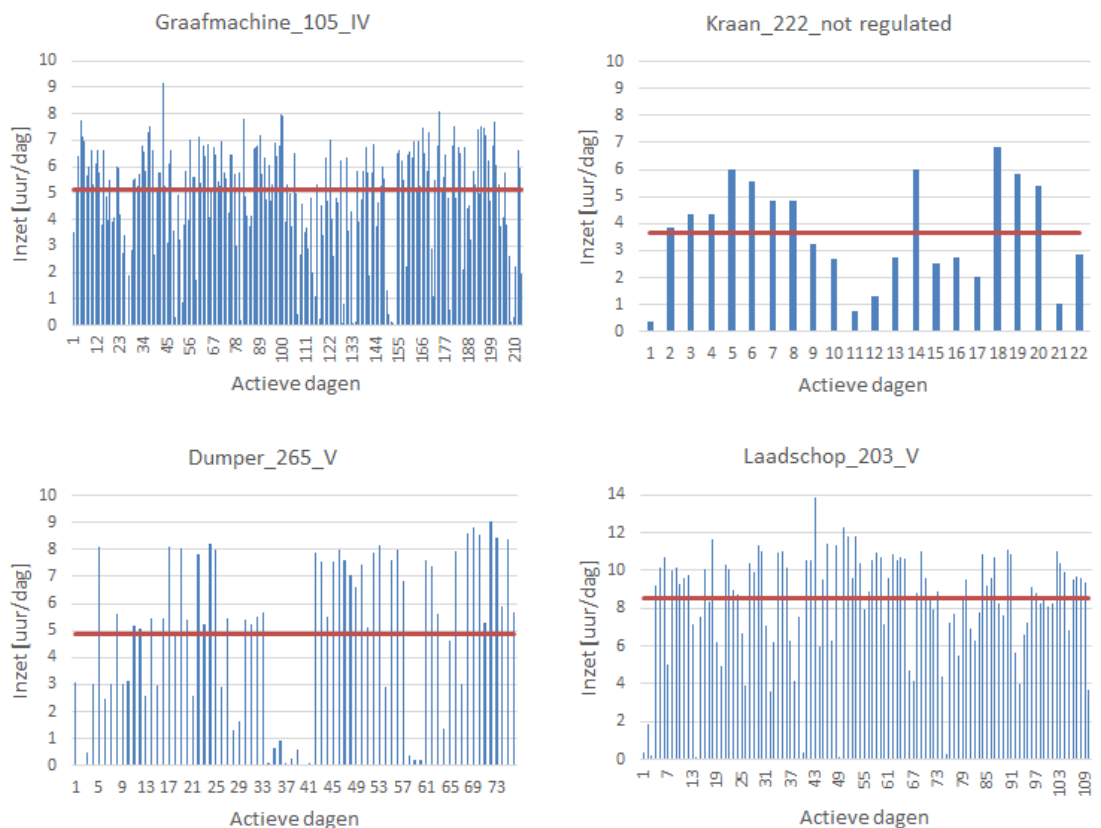 Graafmachine_105_IV
Inzet [uur/dag]
10
9
8
7
6
5
4
3
2
1
0
1 12 23 34 45 56 67 78 89 100 111 122 133 144 155 166 177 188 199 210
Actieve dagen
Kraan_222_not regulated
Inzet [uur/dag]
10
9
8
7
6
5
4
3
2
1
0
1 2 3 4 5 6 7 8 9 10 11 12 13 14 15 16 17 18 19 20 21 22
Actieve dagen
Dumper_265_V
Inzet [uur/dag]
10
9
8
7
6
5
4
3
2
1
0
1 5 9 13 17 21 25 29 33 37 41 45 49 53 57 61 65 69 73
Actieve dagen
Laadschop_203_V
Inzet [uur/dag]
14
12
10
8
6
4
2
0
1 7 13 19 25 31 37 43 49 55 61 67 73 79 85 91 97 103 109
Actieve dagen